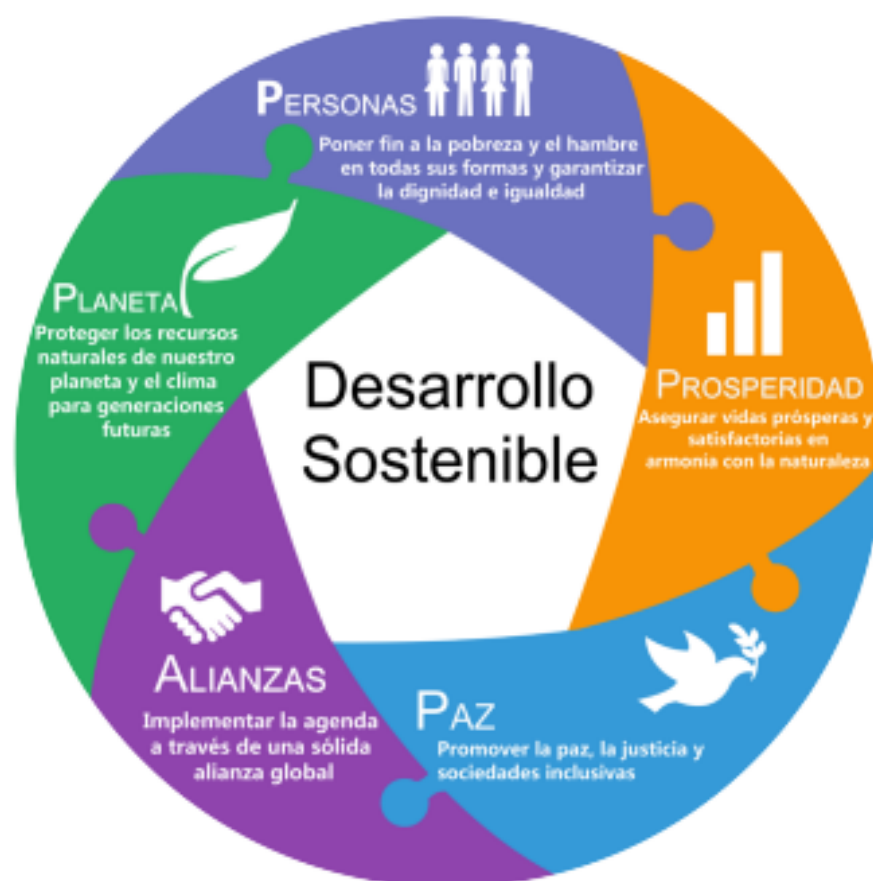 PERSONAS
Poner fin a la pobreza y el hambre
en todas sus formas y garantizar
la dignidad e igualdad
PLANETA
Proteger los recursos
naturales de nuestro
planeta y el clima
para generaciones
futuras
Desarrollo
Sostenible
PROSPERIDAD
Asegurar vidas prósperas y
satisfactorias en
armonía con la naturaleza
ALIANZAS
Implementar la agenda
a través de una sólida
alianza global
PAZ
Promover la paz, la justicia y
sociedades inclusivas